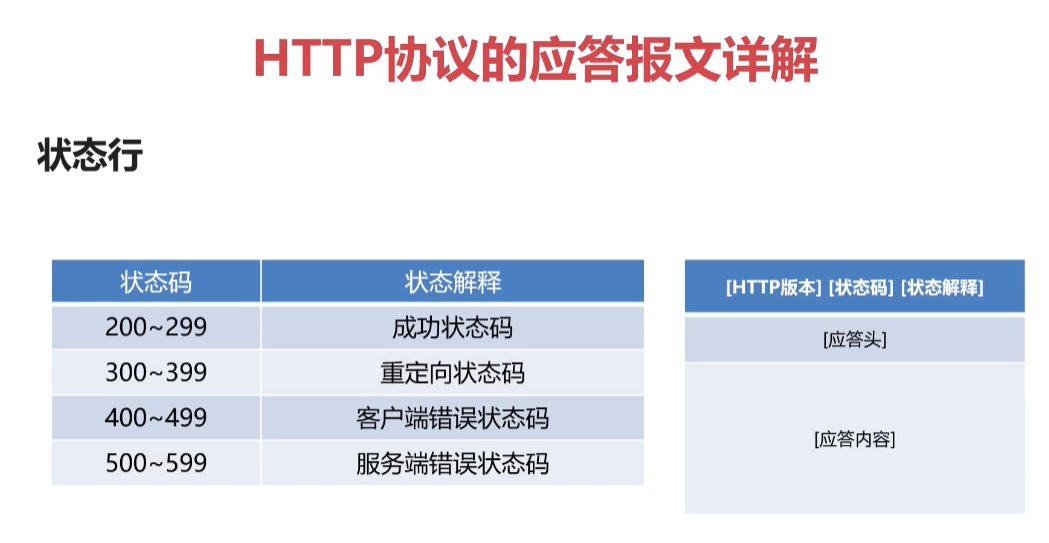 HTTP协议的应答报文详解
状态行
状态码 状态解释
200~299 成功状态码
300~399 重定向状态码
400~499 客户端错误状态码
500~599 服务端错误状态码
[HTTP版本] [状态码] [状态解释]
[应答头]
[应答内容]